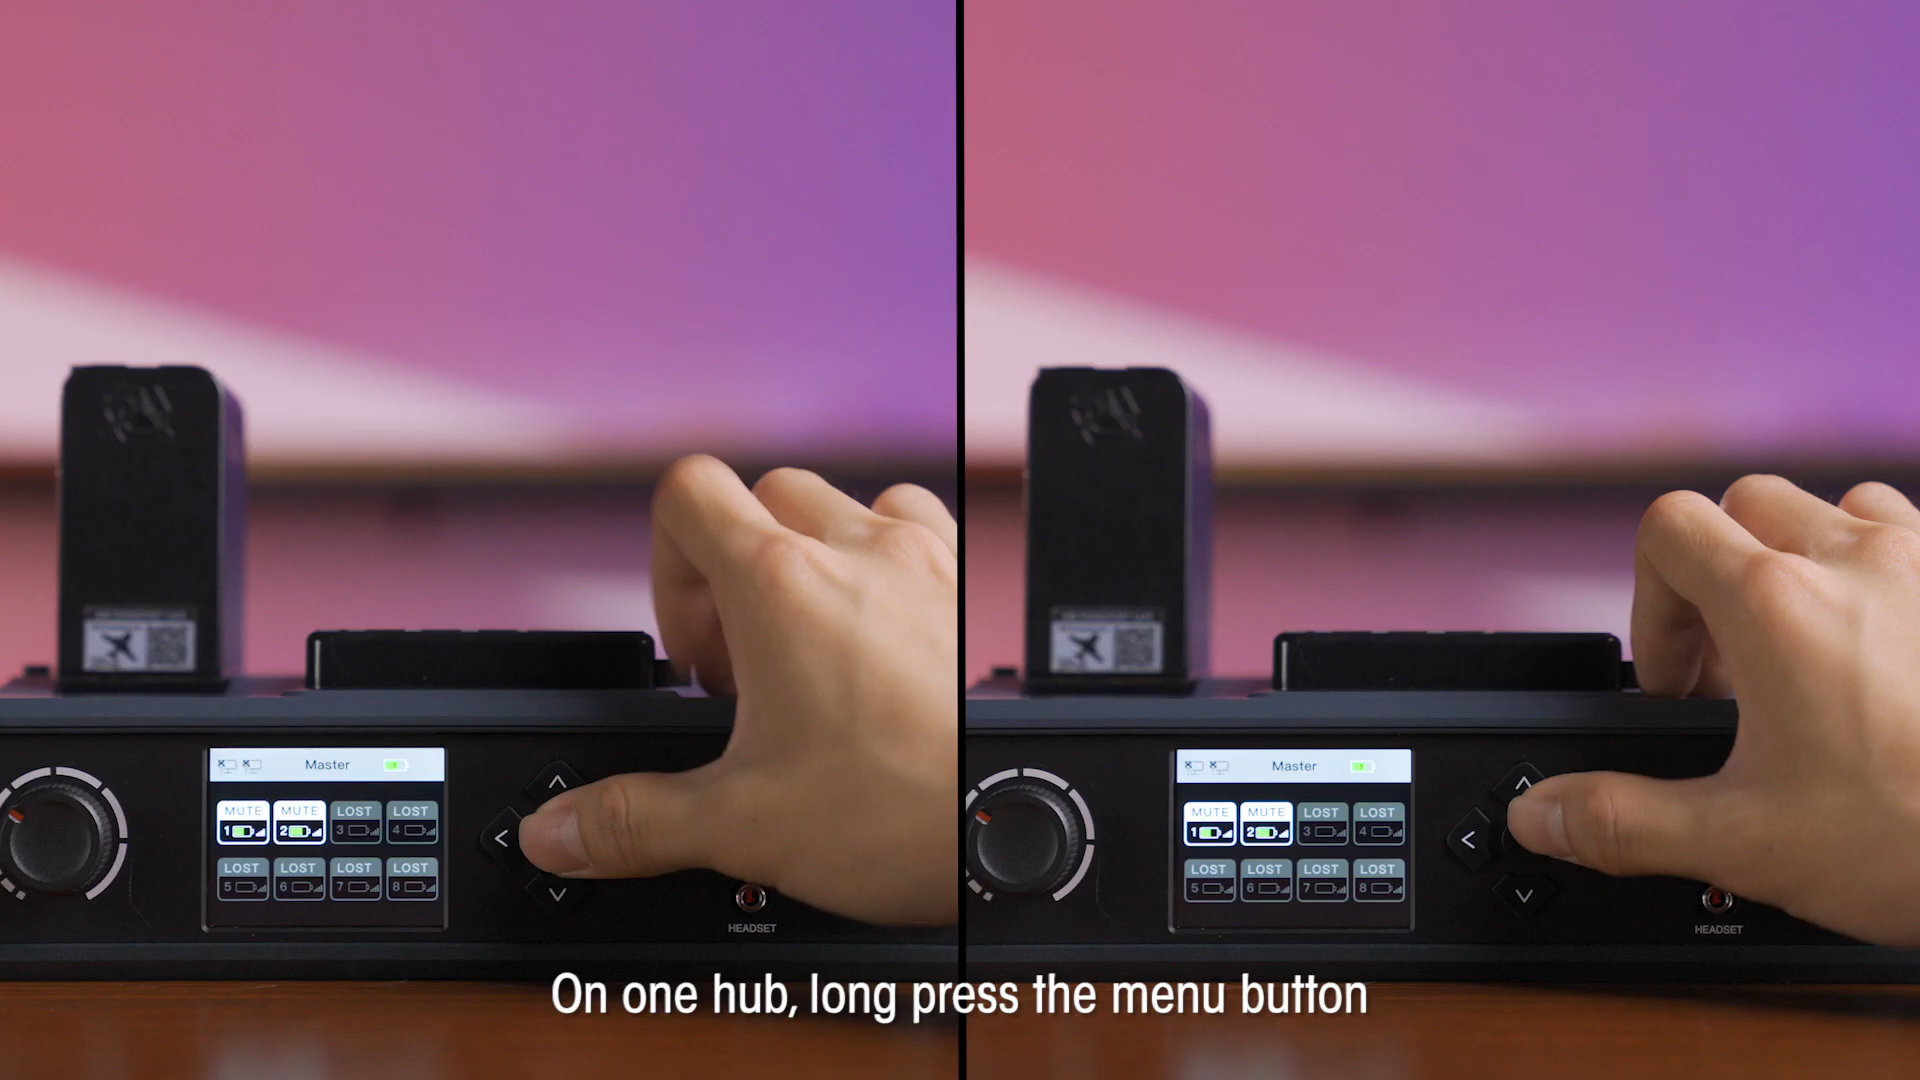 Master
MUTE MUTE LOST LOST
1 2 3 4
LOST LOST LOST LOST
5 6 7 8
HEADSET
Master
MUTE MUTE LOST LOST
1 2 3 4
LOST LOST LOST LOST
5 6 7 8
HEADSET
On one hub, long press the menu button